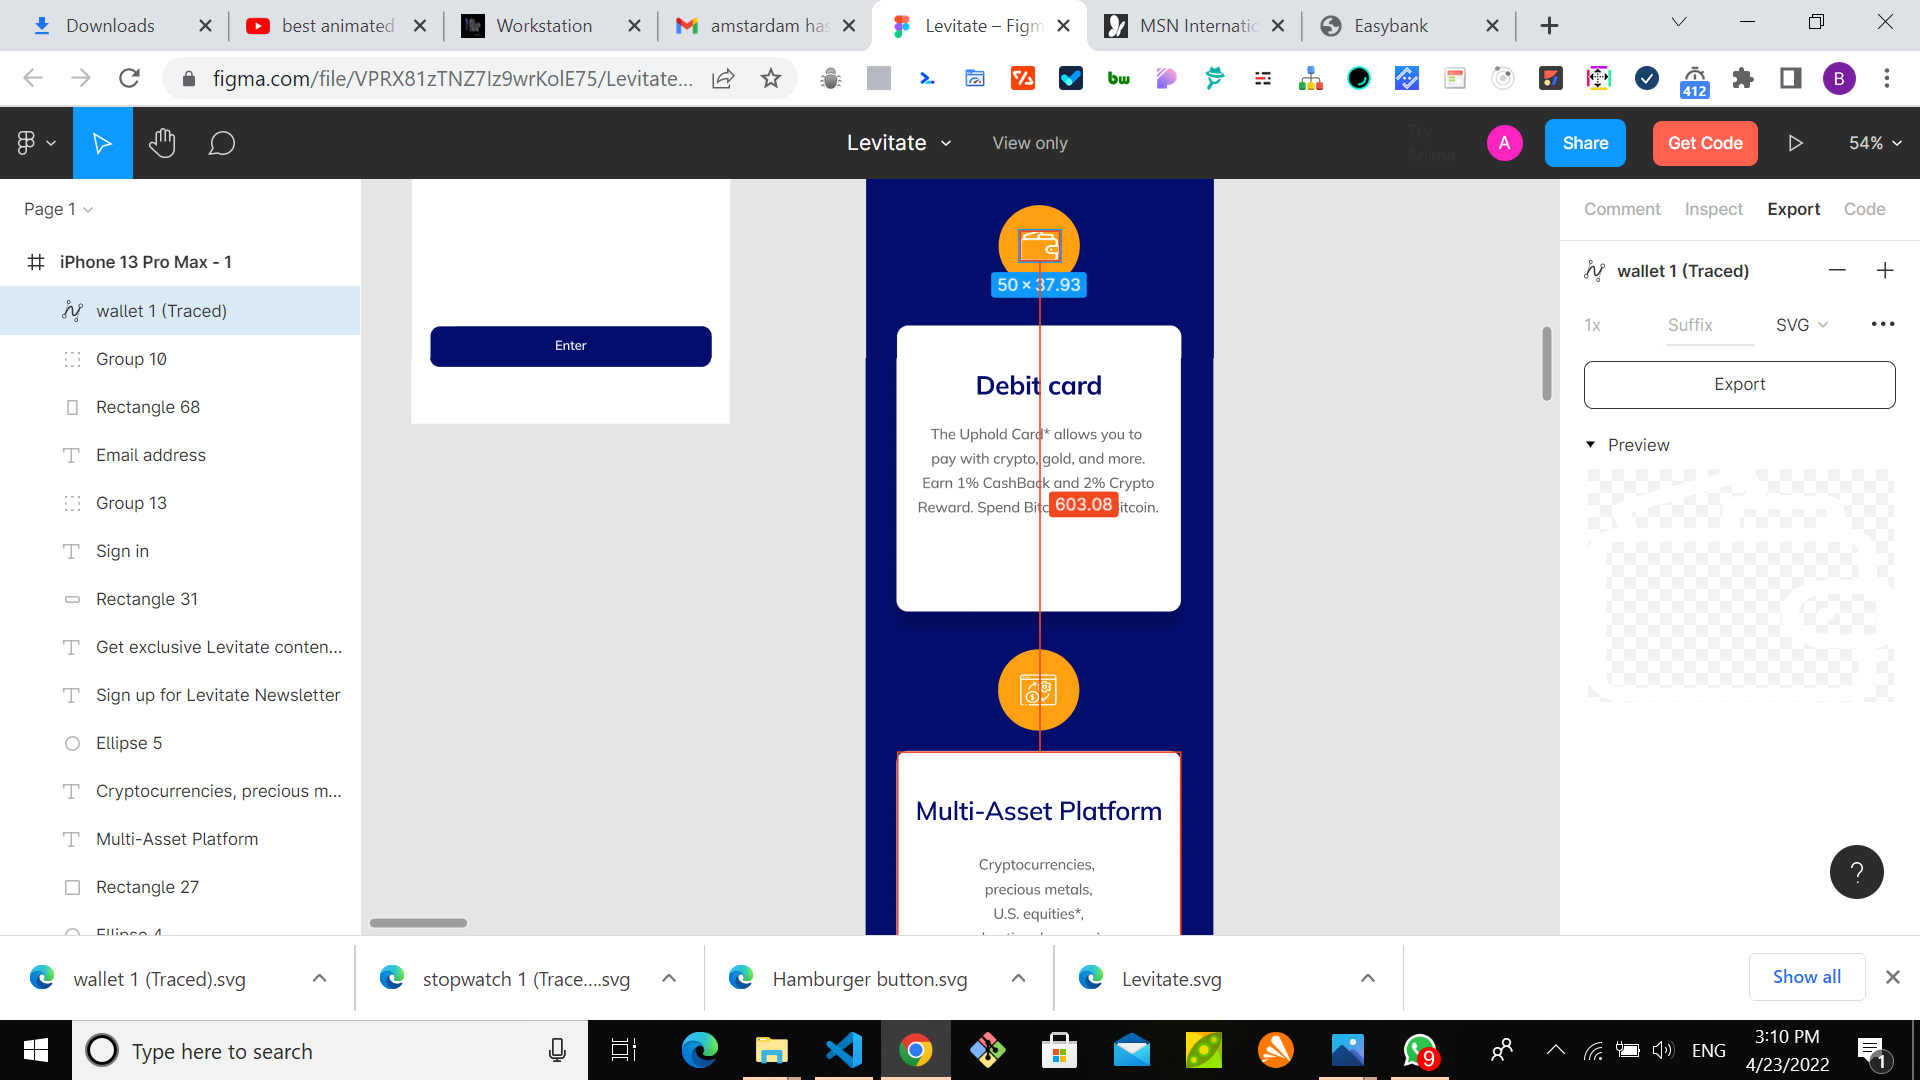 Downloads
best animated
Workstation
amstardam has
Levitate – Figm
MSN Internatio
Easybank
figma.com/file/VPRX81zTNZ7Iz9wrKolE75/Levitate...
bw
412
B
Levitate
View only
Try
Anima
A
Share
Get Code
54%
Page 1
iPhone 13 Pro Max - 1
wallet 1 (Traced)
Group 10
Rectangle 68
Email address
Group 13
Sign in
Rectangle 31
Get exclusive Levitate conten...
Sign up for Levitate Newsletter
Ellipse 5
Cryptocurrencies, precious m...
Multi-Asset Platform
Rectangle 27
Ellipse 4
Enter
50 × 37.93
Debit card
The Uphold Card* allows you to
pay with crypto, gold, and more.
Earn 1% CashBack and 2% Crypto
Reward. Spend Bitc
603.08
itcoin.
Multi-Asset Platform
Cryptocurrencies,
precious metals,
U.S. equities*,
Comment
Inspect
Export
Code
wallet 1 (Traced)
1x
Suffix
SVG
Export
Preview
?
wallet 1 (Traced).svg
stopwatch 1 (Trace....svg
Hamburger button.svg
Levitate.svg
Show all
Type here to search
9
ENG
3:10 PM
4/23/2022
1